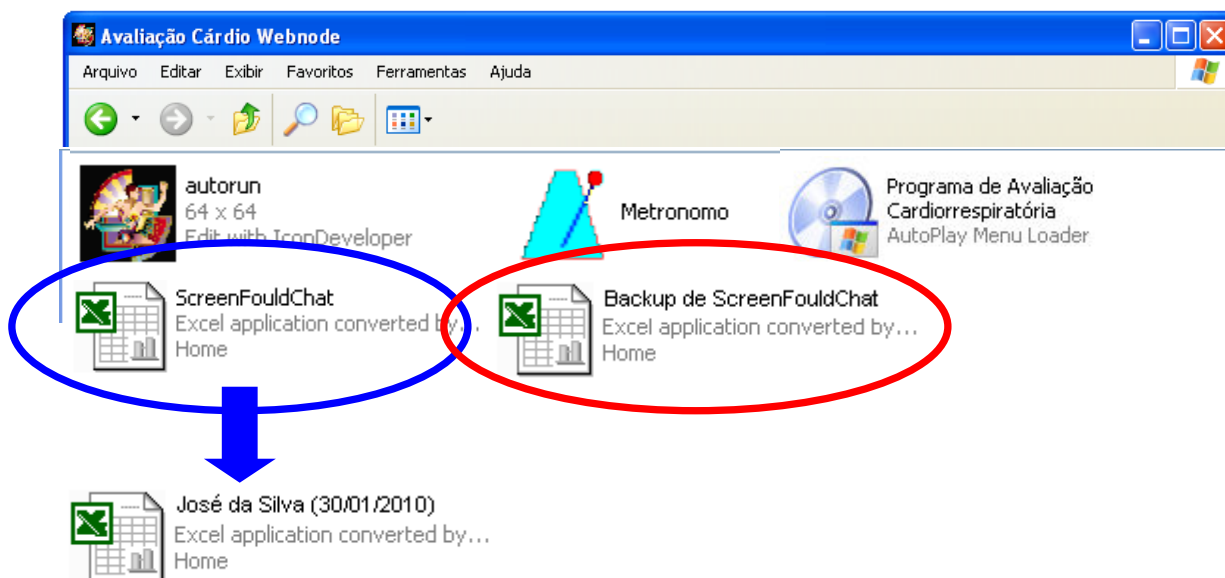 Avaliação Cárdio Webnode
Arquivo Editar Exibir Favoritos Ferramentas Ajuda
autorun
64 x 64
Edit with IconDeveloper
Metronomo
Programa de Avaliação
Cardiorrespiratória
AutoPlay Menu Loader
ScreenFouldChat
Excel application converted by...
Home
Backup de ScreenFouldChat
Excel application converted by...
Home
José da Silva (30/01/2010)
Excel application converted by...
Home